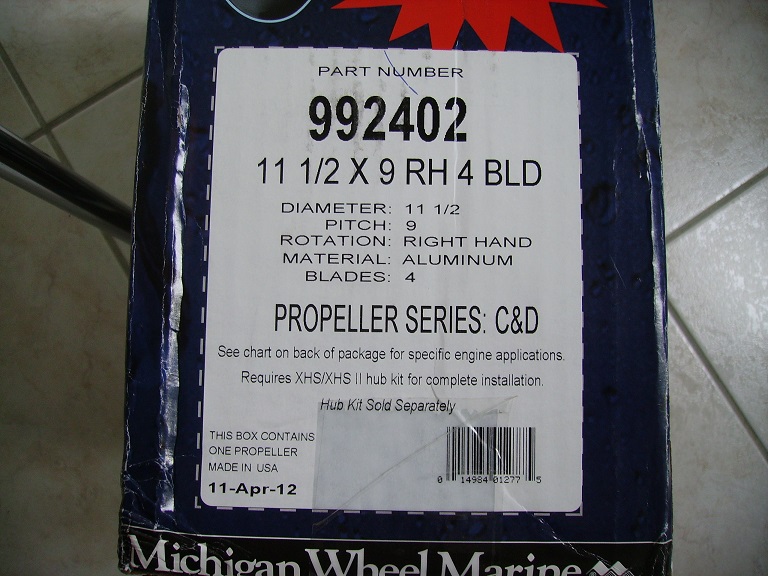 PART NUMBER
992402
11 1/2 X 9 RH 4 BLD
DIAMETER: 11 1/2
PITCH: 9
ROTATION: RIGHT HAND
MATERIAL: ALUMINUM
BLADES: 4
PROPELLER SERIES: C&D
See chart on back of package for specific engine applications.
Requires XHS/XHS II hub kit for complete installation.
Hub Kit Sold Separately
THIS BOX CONTAINS
ONE PROPELLER
MADE IN USA
11-Apr-12
0 14984 01277 5
Michigan Wheel Marine